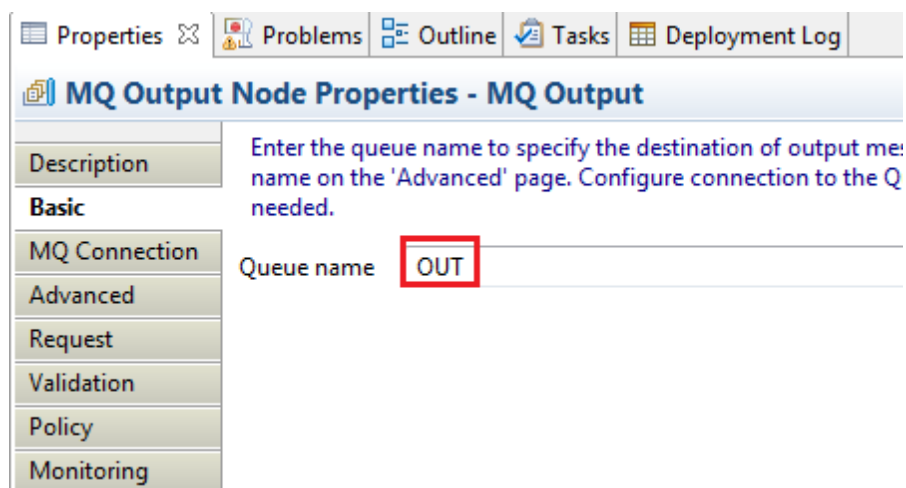 Properties Problems Outline Tasks Deployment Log
MQ Output Node Properties - MQ Output
Description
Basic
MQ Connection
Advanced
Request
Validation
Policy
Monitoring
Enter the queue name to specify the destination of output mes
name on the 'Advanced' page. Configure connection to the Q
needed.
Queue name OUT